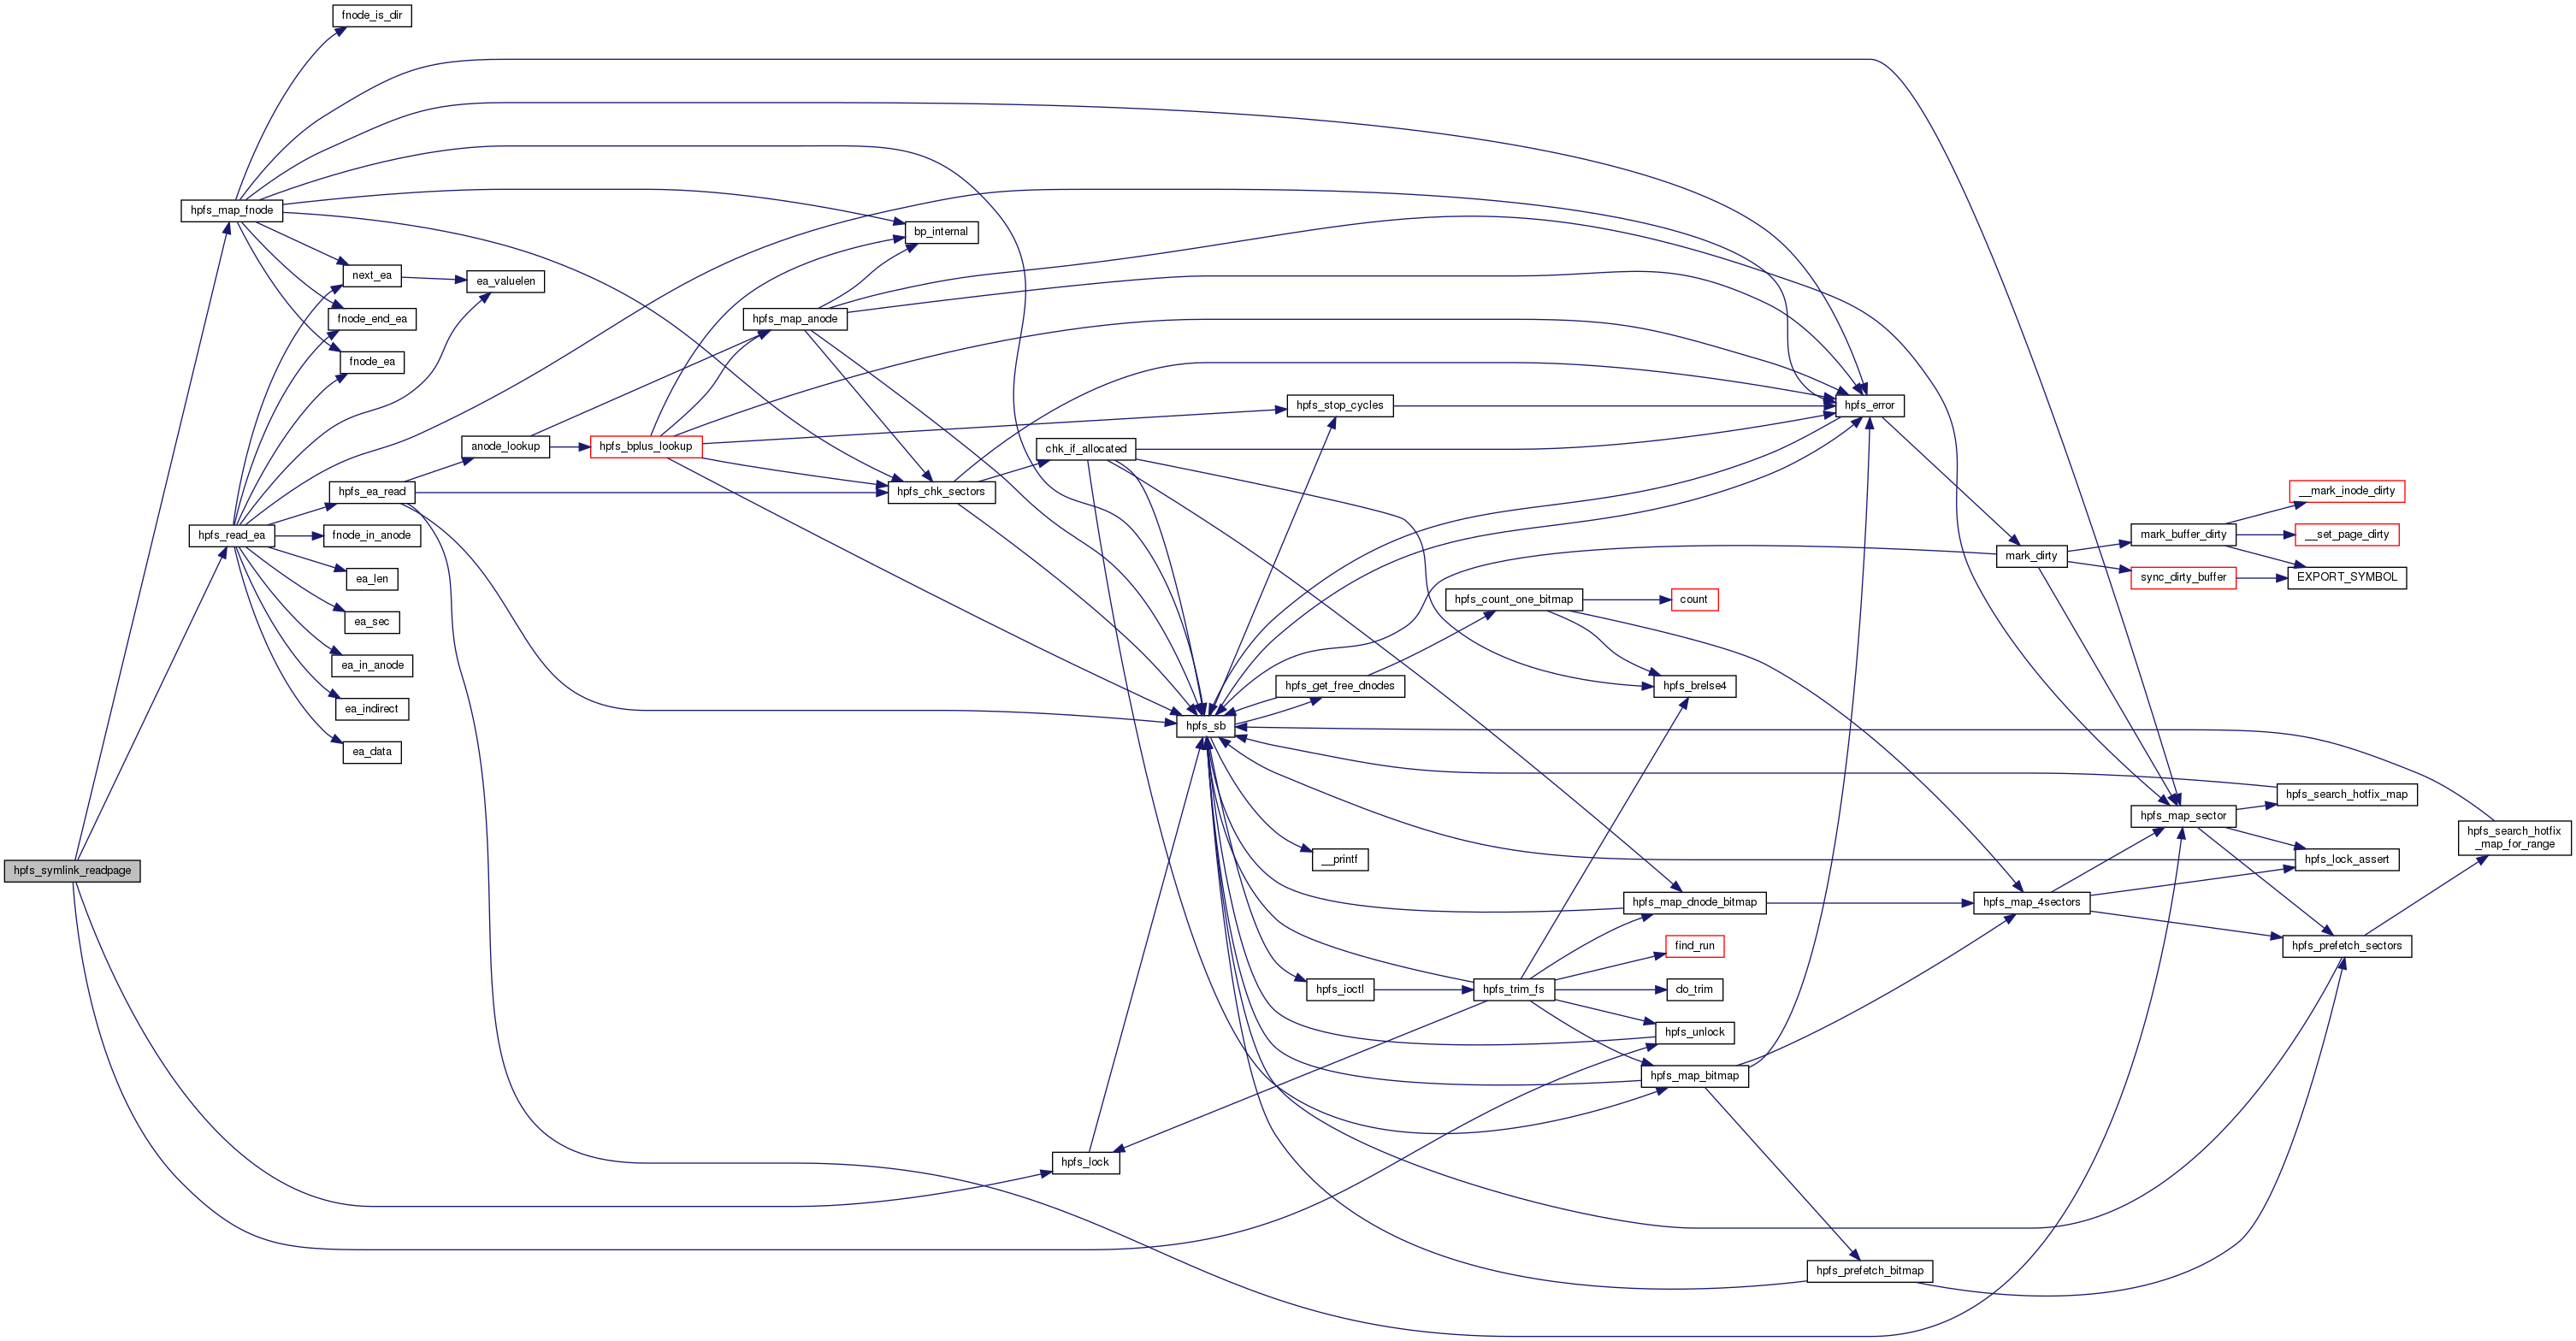 fnode_is_dir
hpfs_map_fnode
bp_internal
next_ea
ea_valuelen
fnode_end_ea
hpfs_map_anode
fnode_ea
hpfs_stop_cycles
hpfs_error
anode_lookup
hpfs_bplus_lookup
chk_if_allocated
hpfs_ea_read
hpfs_chk_sectors
__mark_inode_dirty
hpfs_read_ea
fnode_in_anode
mark_buffer_dirty
__set_page_dirty
mark_dirty
ea_len
sync_dirty_buffer
EXPORT_SYMBOL
hpfs_count_one_bitmap
count
ea_sec
ea_in_anode
hpfs_get_free_dnodes
hpfs_brelse4
ea_indirect
hpfs_sb
ea_data
hpfs_search_hotfix_map
hpfs_map_sector
hpfs_search_hotfix
_map_for_range
hpfs_symlink_readpage
__printf
hpfs_lock_assert
hpfs_map_dnode_bitmap
hpfs_map_4sectors
find_run
hpfs_prefetch_sectors
hpfs_ioctl
hpfs_trim_fs
do_trim
hpfs_unlock
hpfs_map_bitmap
hpfs_lock
hpfs_prefetch_bitmap